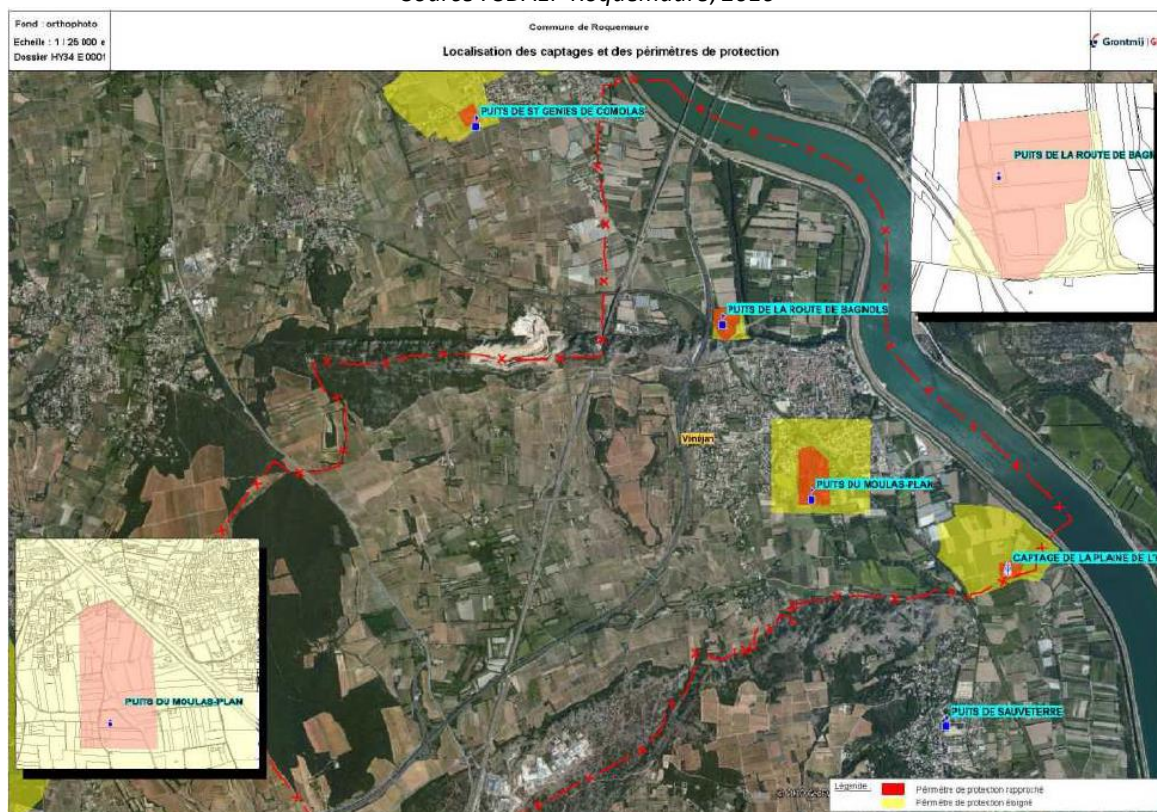 Source : SDAEP Roquemaure, 2010
Fond : orthophoto
Echelle : 1 / 25 000 e
Dossier HY34 E 0001
Commune de Roquemaure
Localisation des captages et des périmètres de protection
Grontmij | G
PUITS DE ST GENIES DE COMOLAS
PUITS DE LA ROUTE DE BAGN
PUITS DE LA ROUTE DE BAGNOLS
Vénéjan
PUITS DU MOULAS-PLAN
CAPTAGE DE LA PLAINE DE L'
PUITS DU MOULAS-PLAN
PUITS DE SAUVETERRE
Légende
Périmètre de protection rapproché
Périmètre de protection éloigné